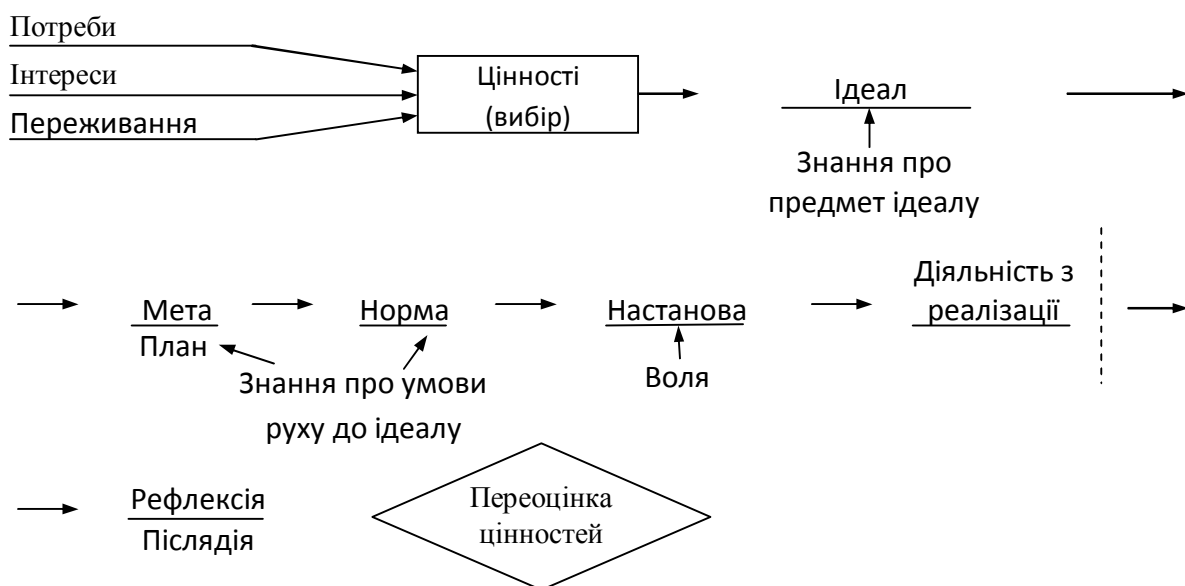 Потреби
Інтереси
Переживання
Цінності
(вибір)
Ідеал
Знання про
предмет ідеалу
Мета
План
Норма
Знання про умови
руху до ідеалу
Настанова
Воля
Діяльність з
реалізації
Рефлексія
Післядія
Переоцінка
цінностей